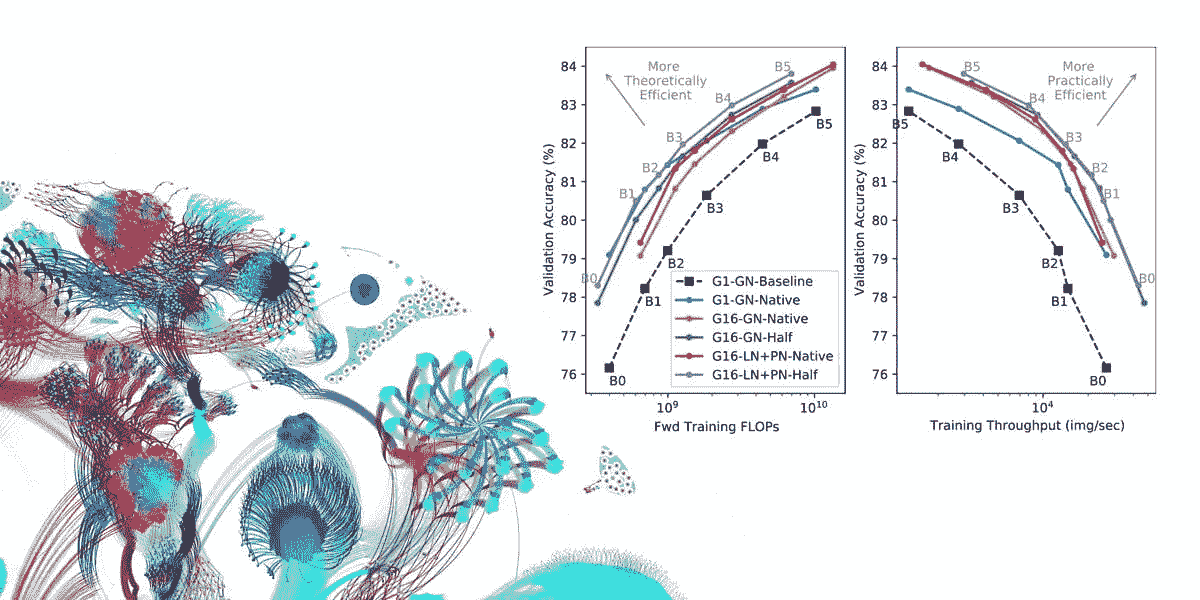 Validation Accuracy (%)
84
83
82
81
80
79
78
77
76
More
Theoretically
Efficient
B5
B4
B3
B2
B1
B0
B5
B4
B3
B2
B1
B0
G1-GN-Baseline
G1-GN-Native
G16-GN-Native
G16-GN-Half
G16-LN+PN-Native
G16-LN+PN-Half
10⁹
10¹⁰
Fwd Training FLOPs
Validation Accuracy (%)
84
83
82
81
80
79
78
77
76
More
Practically
Efficient
B5
B4
B3
B2
B1
B0
B5
B4
B3
B2
B1
B0
10⁴
Training Throughput (img/sec)